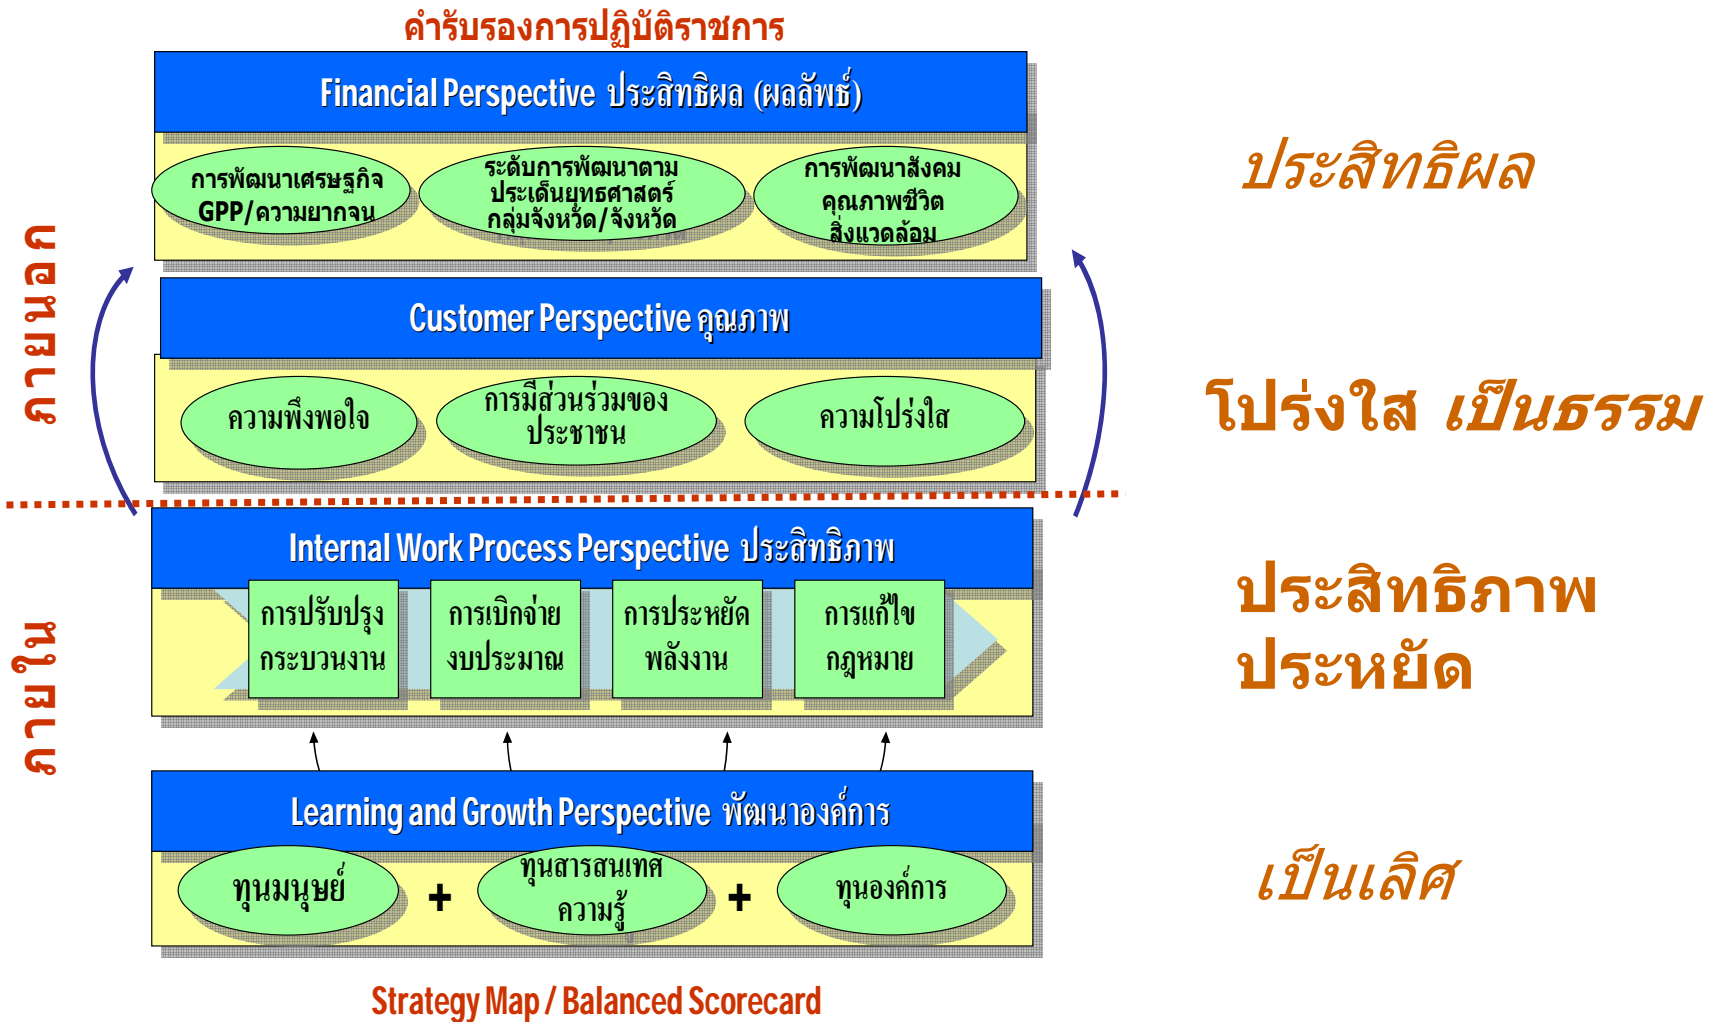 คำรับรองการปฏิบัติราชการ
Financial Perspective ประสิทธิผล (ผลลัพธ์)
การพัฒนาเศรษฐกิจ
GPP/ความยากจน
ระดับการพัฒนาตาม
ประเด็นยุทธศาสตร์
กลุ่มจังหวัด/จังหวัด
การพัฒนาสังคม
คุณภาพชีวิต
สิ่งแวดล้อม
ประสิทธิผล
ภายนอก
Customer Perspective คุณภาพ
ความพึงพอใจ
การมีส่วนร่วมของ
ประชาชน
ความโปร่งใส
โปร่งใส เป็นธรรม
Internal Work Process Perspective ประสิทธิภาพ
การปรับปรุง
กระบวนงาน
การเบิกจ่าย
งบประมาณ
การประหยัด
พลังงาน
การแก้ไข
กฎหมาย
ประสิทธิภาพ
ประหยัด
ภายใน
Learning and Growth Perspective พัฒนาองค์การ
ทุนมนุษย์
+
ทุนสารสนเทศ
ความรู้
+
ทุนองค์การ
เป็นเลิศ
Strategy Map / Balanced Scorecard